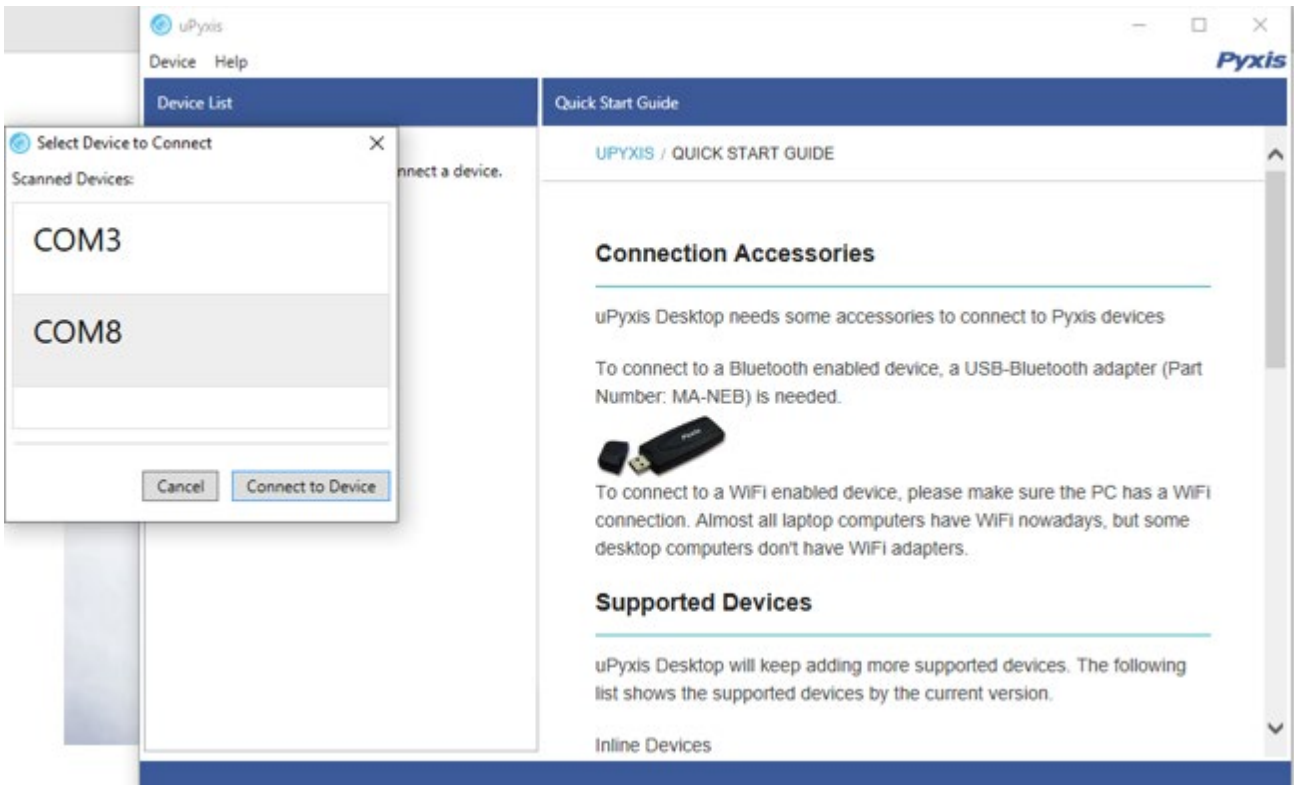 uPyxis
Device Help
Pyxis
Device List
Quick Start Guide
Select Device to Connect
Scanned Devices:
COM3
COM8
Cancel Connect to Device
a device.
UPYXIS / QUICK START GUIDE
Connection Accessories
uPyxis Desktop needs some accessories to connect to Pyxis devices
To connect to a Bluetooth enabled device, a USB-Bluetooth adapter (Part
Number: MA-NEB) is needed.
Pyxis
To connect to a WiFi enabled device, please make sure the PC has a WiFi
connection. Almost all laptop computers have WiFi nowadays, but some
desktop computers don't have WiFi adapters.
Supported Devices
uPyxis Desktop will keep adding more supported devices. The following
list shows the supported devices by the current version.
Inline Devices